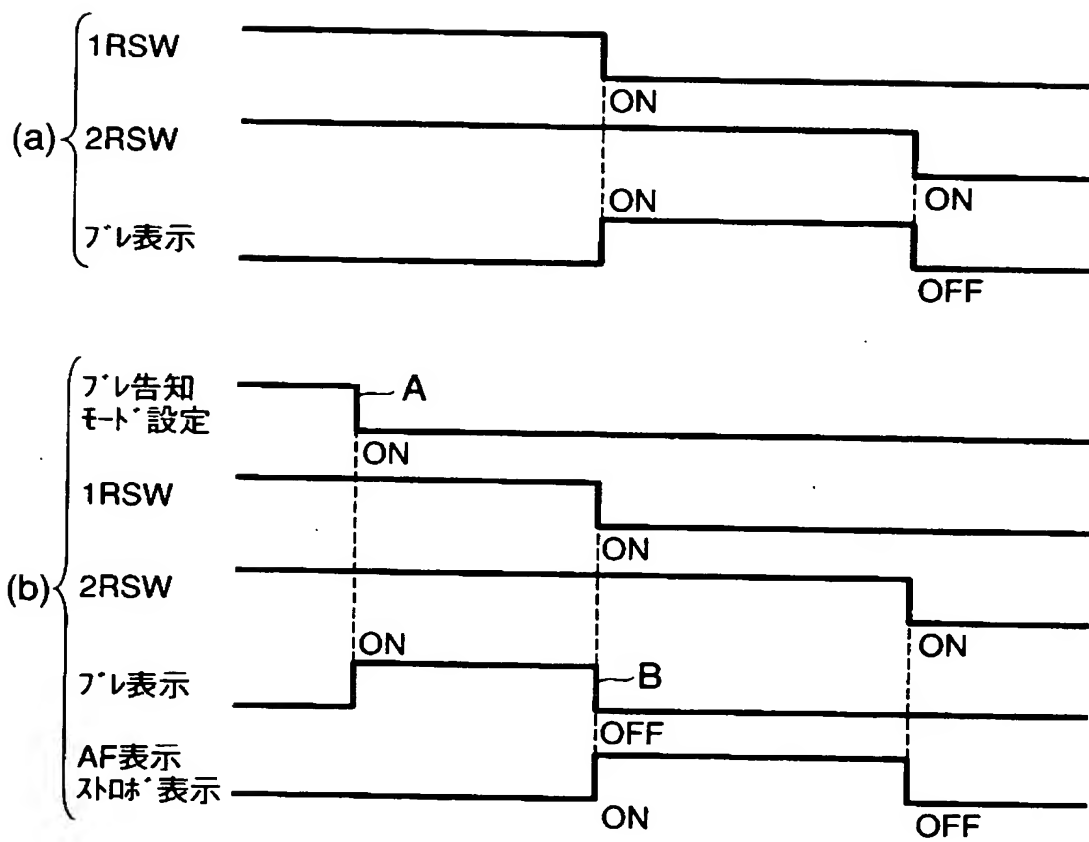 (a)
1RSW
ON
2RSW
ON
ON
ﾌﾞﾚ表示
OFF
(b)
ﾌﾞﾚ告知
ﾓｰﾄﾞ設定
A
ON
1RSW
ON
2RSW
ON
ON
ﾌﾞﾚ表示
B
OFF
AF表示
ｽﾄﾛﾎﾞ表示
ON
OFF